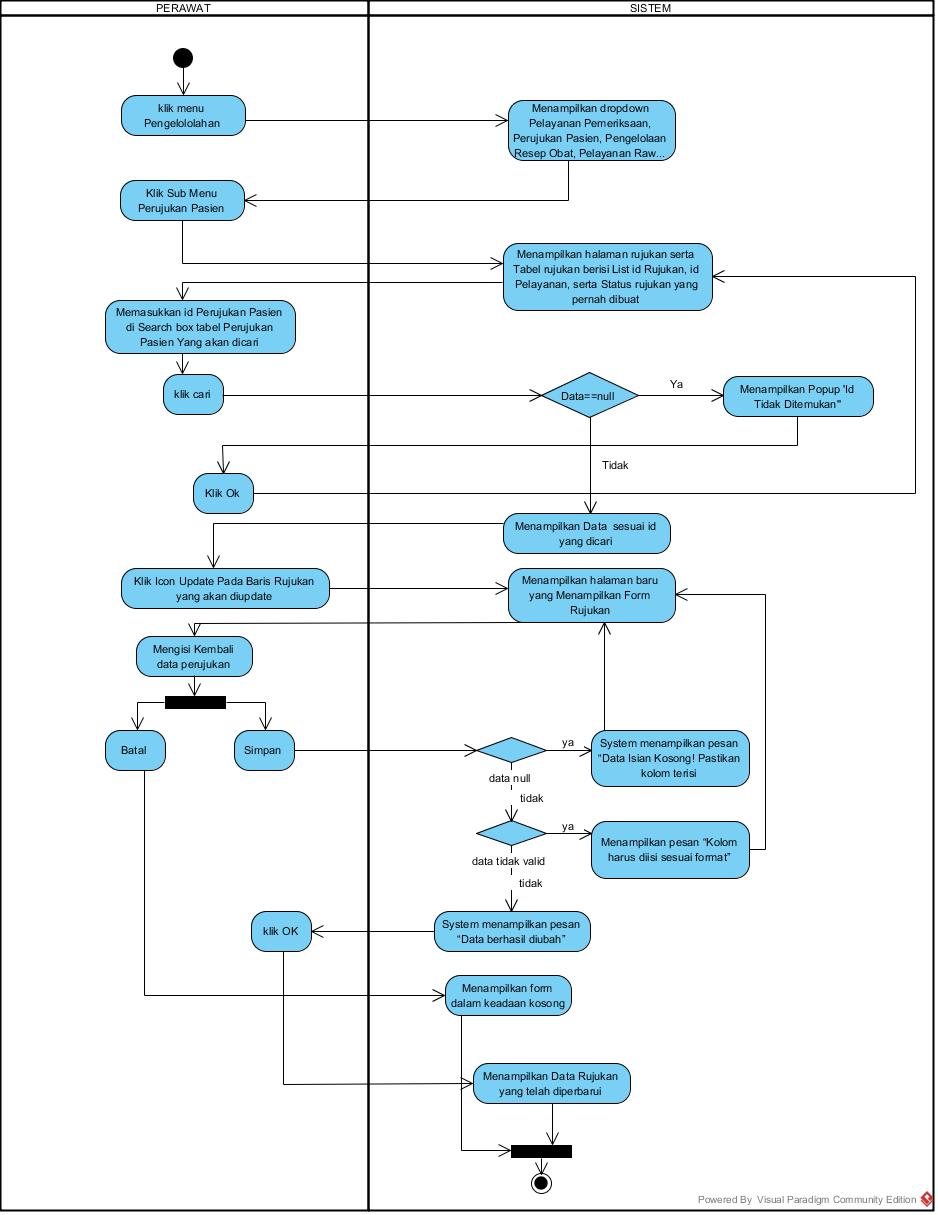 PERAWAT
SISTEM
klik menu
Pengelololahan
Menampilkan dropdown
Pelayanan Pemeriksaan,
Perujukan Pasien, Pengelolaan
Resep Obat, Pelayanan Raw...
Klik Sub Menu
Perujukan Pasien
Menampilkan halaman rujukan serta
Tabel rujukan berisi List id Rujukan, id
Pelayanan, serta Status rujukan yang
pernah dibuat
Memasukkan id Perujukan Pasien
di Search box tabel Perujukan
Pasien Yang akan dicari
klik cari
Data==null
Ya
Menampilkan Popup 'Id
Tidak Ditemukan'"
Tidak
Klik Ok
Menampilkan Data  sesuai id
yang dicari
Klik Icon Update Pada Baris Rujukan
yang akan diupdate
Menampilkan halaman baru
yang Menampilkan Form
Rujukan
Mengisi Kembali
data perujukan
Batal
Simpan
ya
System menampilkan pesan
“Data Isian Kosong! Pastikan
kolom terisi
data null
tidak
ya
Menampilkan pesan “Kolom
harus diisi sesuai format”
data tidak valid
tidak
klik OK
System menampilkan pesan
“Data berhasil diubah”
Menampilkan form
dalam keadaan kosong
Menampilkan Data Rujukan
yang telah diperbarui
Powered By  Visual Paradigm Community Edition